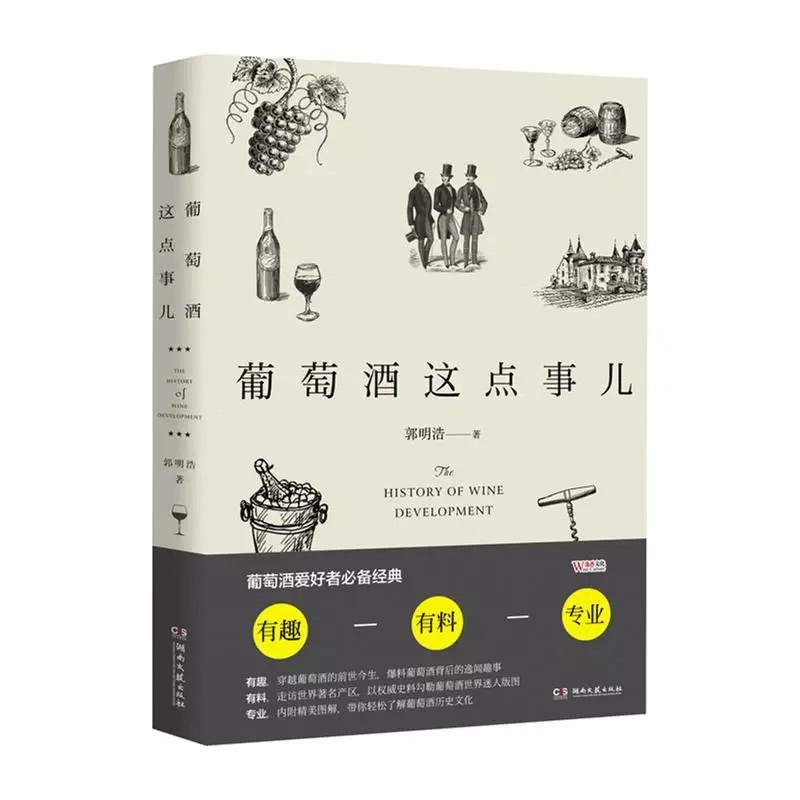 葡萄酒
这点事儿
★★★
THE
HISTORY
of
WINE
DEVELOPMENT
★★★
郭明浩
著
CS
湖南文艺出版社
葡萄酒这点事儿
郭明浩——著
The
HISTORY OF WINE
DEVELOPMENT
葡萄酒爱好者必备经典
有趣 — 有料 — 专业
有趣，穿越葡萄酒的前世今生，爆料葡萄酒背后的逸闻趣事
有料，走访世界著名产区，以权威史料勾勒葡萄酒世界迷人版图
专业，内附精美图解，带你轻松了解葡萄酒历史文化
CS 湖南文艺出版社